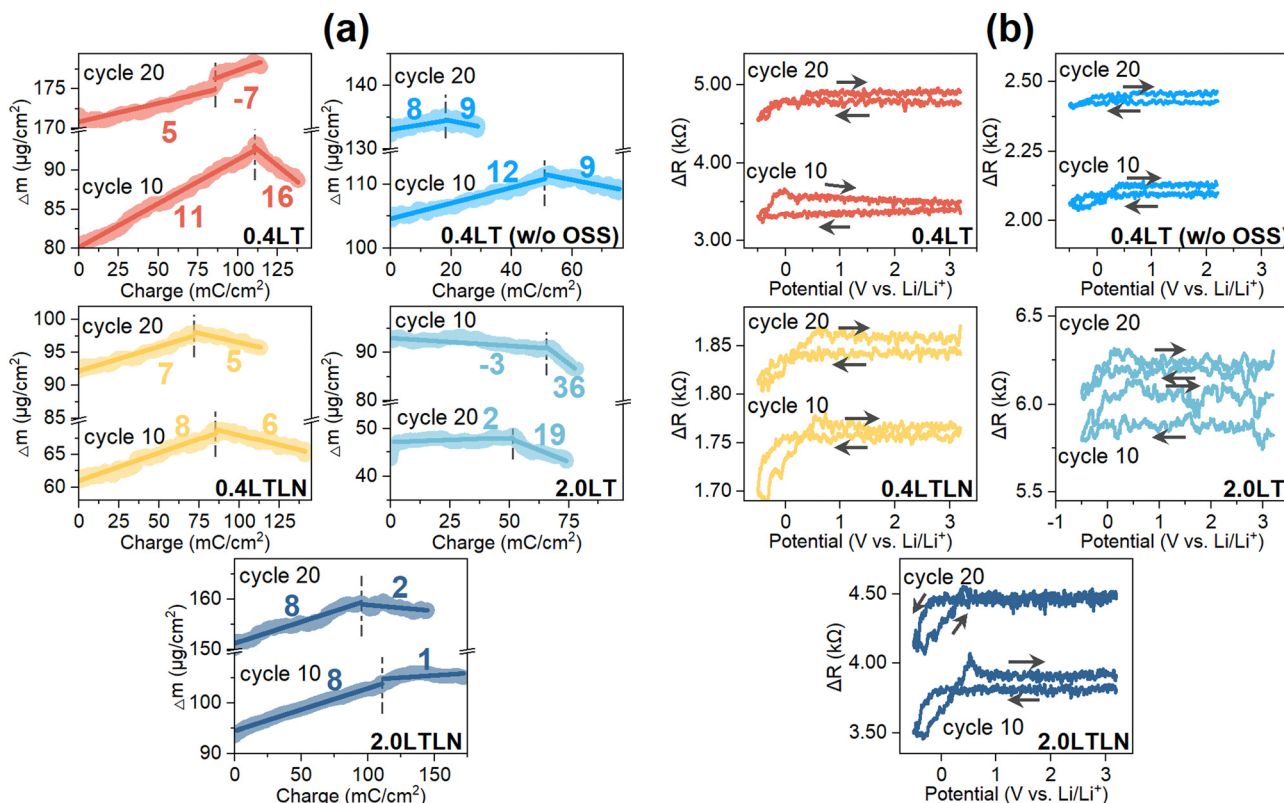 (a)
(b)
cycle 20
175
170
-7
5
90
85
80
cycle 10
11
16
0.4LT
0 25 50 75 100 125
Charge (mC/cm²)
△m (µg/cm²)
140
130
cycle 20
8 9
110
100
cycle 10
12 9
0.4LT (w/o OSS)
0 20 40 60
Charge (mC/cm²)
△m (µg/cm²)
100
95
90
85
cycle 20
7 5
65
60
cycle 10
8 6
0.4LTLN
0 25 50 75 100 125
Charge (mC/cm²)
△m (µg/cm²)
90
80
cycle 10
-3
36
50
40
cycle 20
2
19
2.0LT
0 25 50 75
Charge (mC/cm²)
△m (µg/cm²)
160
150
cycle 20
8 2
100
90
cycle 10
8 1
2.0LTLN
0 50 100 150
Charge (mC/cm²)
△m (µg/cm²)
5.00
4.50
4.00
3.50
3.00
cycle 20
cycle 10
0.4LT
0 1 2 3
Potential (V vs. Li/Li⁺)
ΔR (kΩ)
2.50
2.25
2.00
cycle 20
cycle 10
0.4LT (w/o OSS)
0 1 2 3
Potential (V vs. Li/Li⁺)
ΔR (kΩ)
1.85
1.80
1.75
1.70
cycle 20
cycle 10
0.4LTLN
0 1 2 3
Potential (V vs. Li/Li⁺)
ΔR (kΩ)
6.5
6.0
5.5
cycle 20
cycle 10
2.0LT
-1 0 1 2 3
Potential (V vs. Li/Li⁺)
ΔR (kΩ)
4.50
4.00
3.50
cycle 20
cycle 10
2.0LTLN
0 1 2 3
Potential (V vs. Li/Li⁺)
ΔR (kΩ)